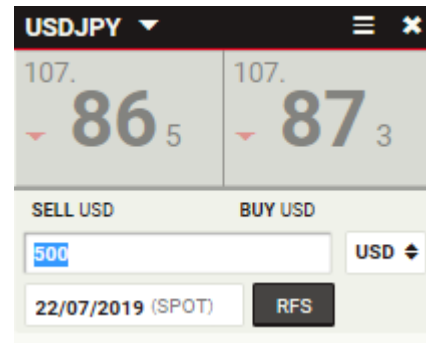 USDJPY
107. 107.
86 5 87 3
SELL USD BUY USD
500 USD
22/07/2019 (SPOT) RFS